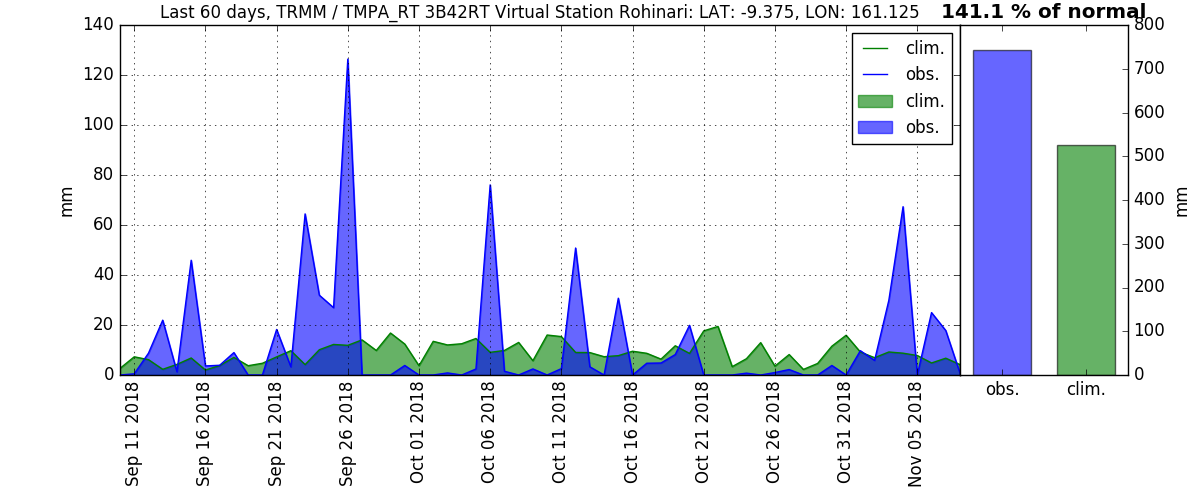 Last 60 days, TRMM / TMPA_RT 3B42RT Virtual Station Rohinari: LAT: -9.375, LON: 161.125
141.1 % of normal
140
120
100
80
60
40
20
0
mm
clim.
obs.
clim.
obs.
Sep 11 2018
Sep 16 2018
Sep 21 2018
Sep 26 2018
Oct 01 2018
Oct 06 2018
Oct 11 2018
Oct 16 2018
Oct 21 2018
Oct 26 2018
Oct 31 2018
Nov 05 2018
800
700
600
500
400
300
200
100
0
mm
obs.
clim.